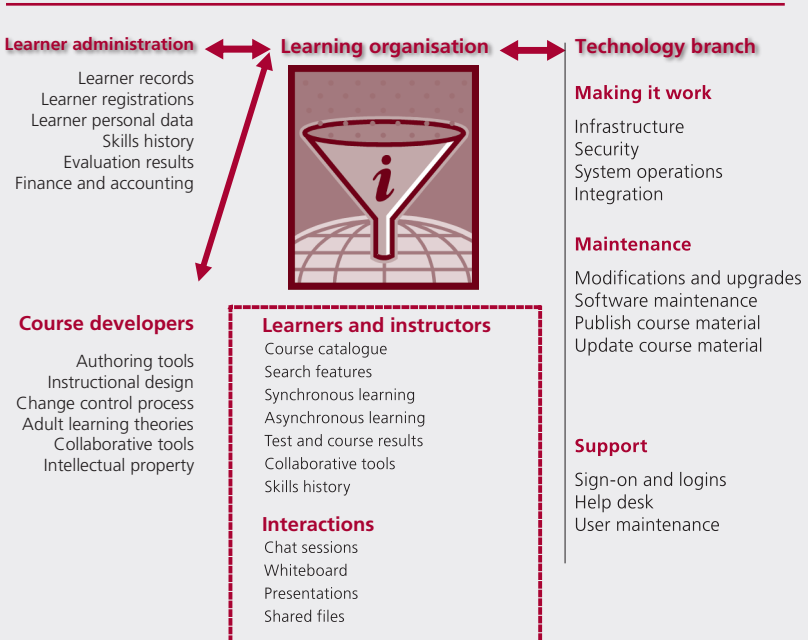 Learner administration
Learner records
Learner registrations
Learner personal data
Skills history
Evaluation results
Finance and accounting
Course developers
Authoring tools
Instructional design
Change control process
Adult learning theories
Collaborative tools
Intellectual property
Learning organisation
i
Learners and instructors
Course catalogue
Search features
Synchronous learning
Asynchronous learning
Test and course results
Collaborative tools
Skills history
Interactions
Chat sessions
Whiteboard
Presentations
Shared files
Technology branch
Making it work
Infrastructure
Security
System operations
Integration
Maintenance
Modifications and upgrades
Software maintenance
Publish course material
Update course material
Support
Sign-on and logins
Help desk
User maintenance